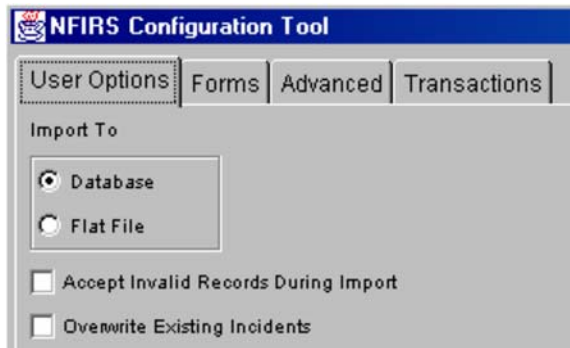 NFIRS Configuration Tool
User Options Forms Advanced Transactions
Import To
Database
Flat File
Accept Invalid Records During Import
Overwrite Existing Incidents